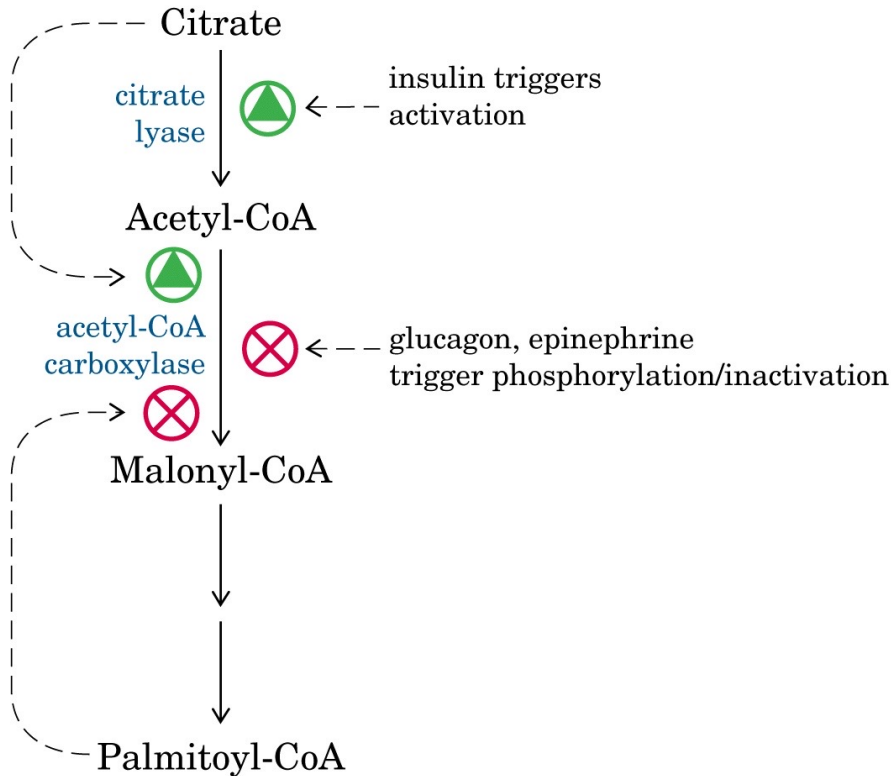 Citrate
citrate
lyase
insulin triggers
activation
Acetyl-CoA
acetyl-CoA
carboxylase
glucagon, epinephrine
trigger phosphorylation/inactivation
Malonyl-CoA
Palmitoyl-CoA